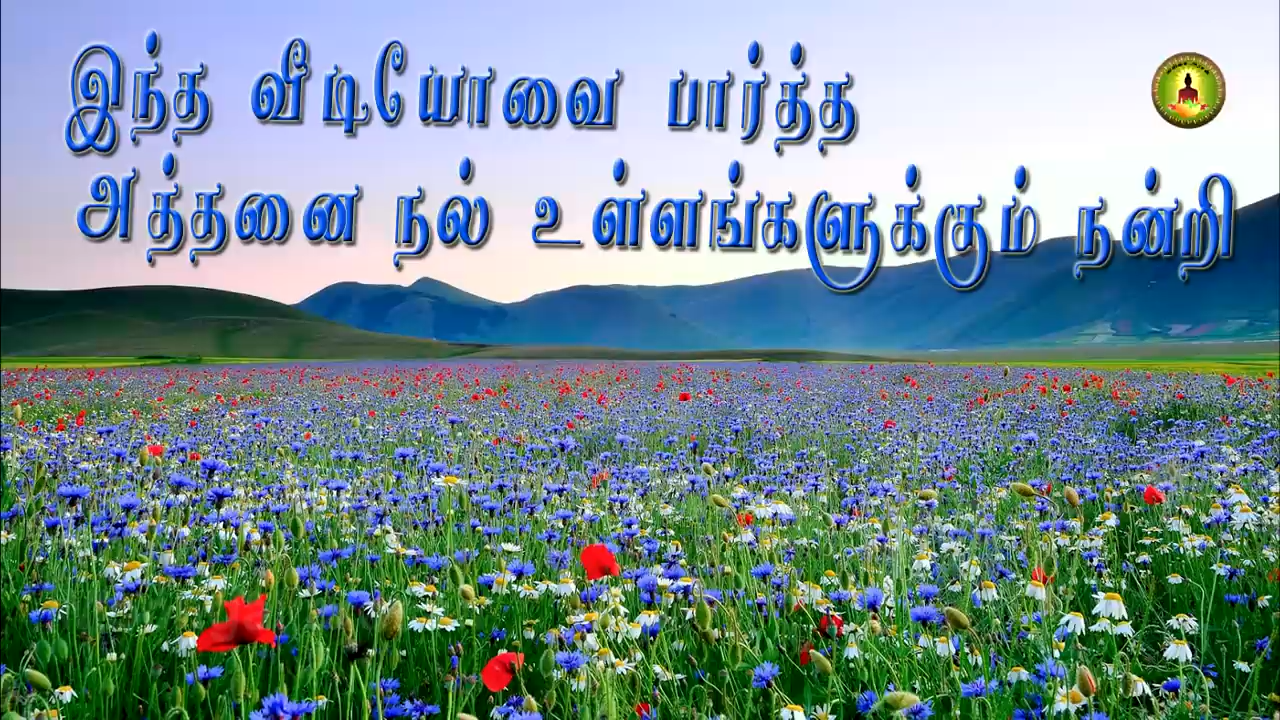 இந்த வீடியோவை பார்த்த
அத்தனை நல் உள்ளங்களுக்கும் நன்றி